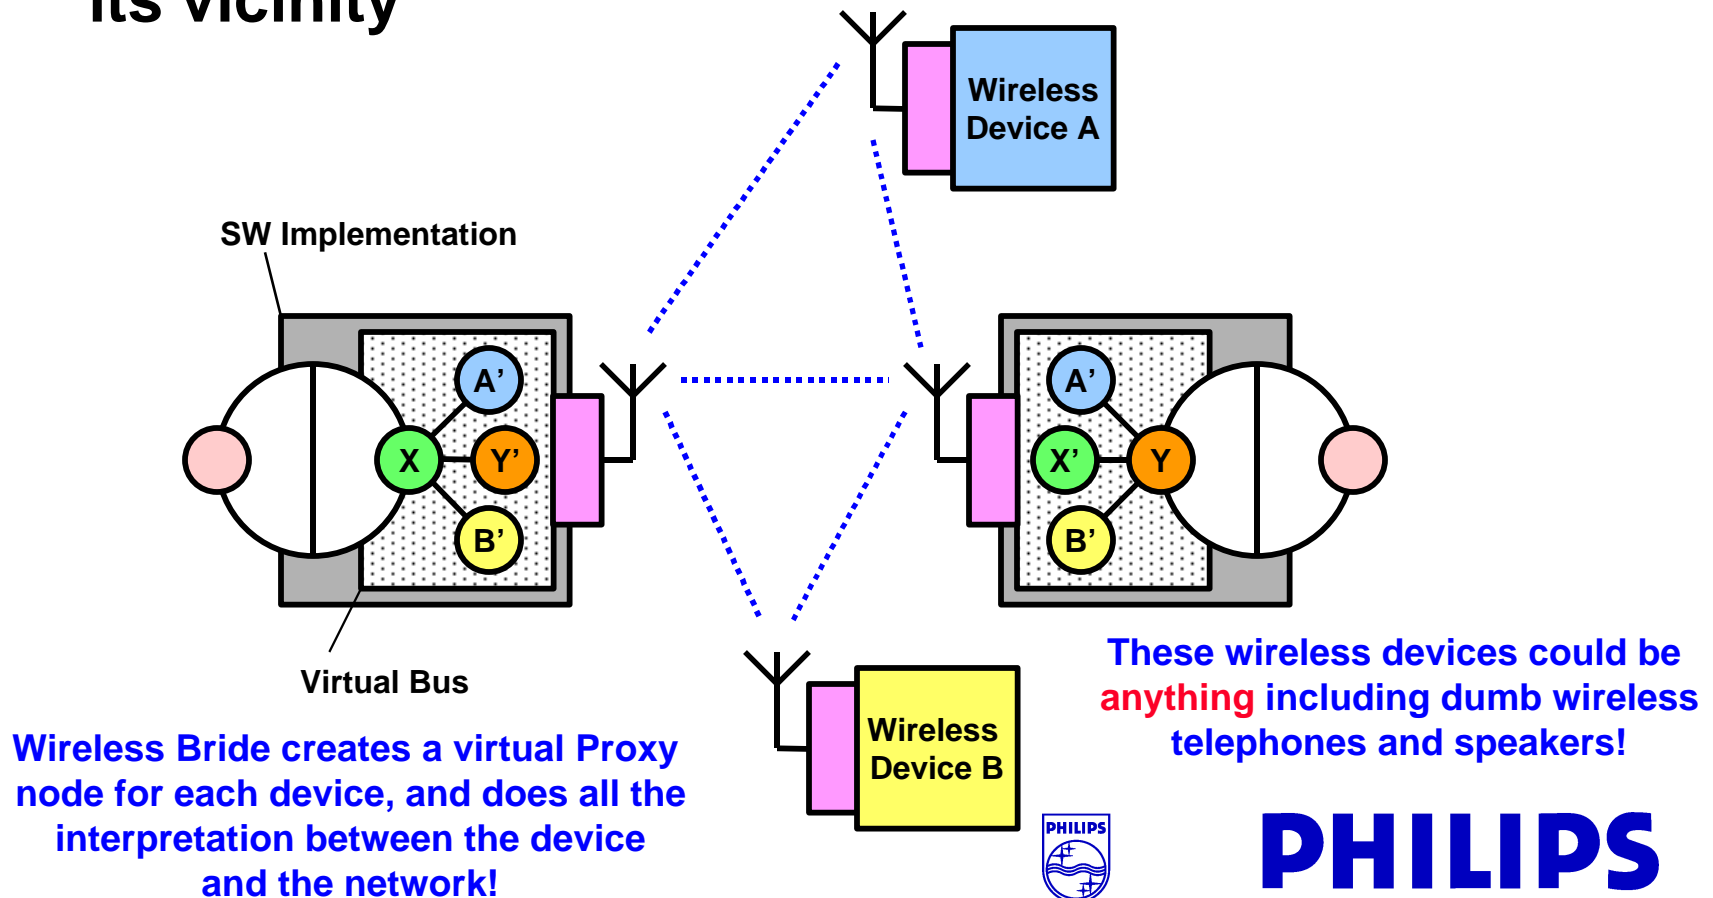 its vicinity
Wireless
Device A
SW Implementation
A’
X
Y’
B’
A’
X’
Y
B’
Virtual Bus
Wireless
Device B
These wireless devices could be
anything including dumb wireless
telephones and speakers!
Wireless Bride creates a virtual Proxy
node for each device, and does all the
interpretation between the device
and the network!
PHILIPS
PHILIPS